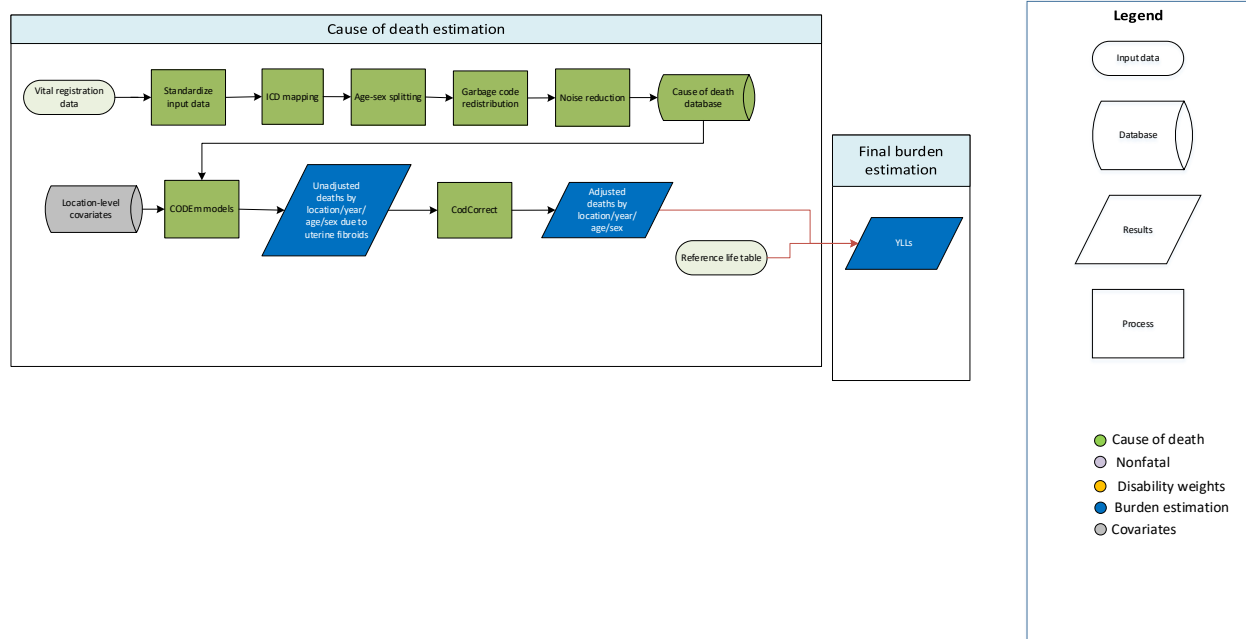 Cause of death estimation
Vital registration
data
Standardize
input data
ICD mapping
Age-sex splitting
Garbage code
redistribution
Noise reduction
Cause of death
database
Location-level
covariates
CODEm models
Unadjusted
deaths by
location/year/
age/sex due to
uterine fibroids
CodCorrect
Adjusted
deaths by
location/year/
age/sex
Reference life table
Final burden
estimation
YLLs
Legend
Input data
Database
Results
Process
Cause of death
Nonfatal
Disability weights
Burden estimation
Covariates